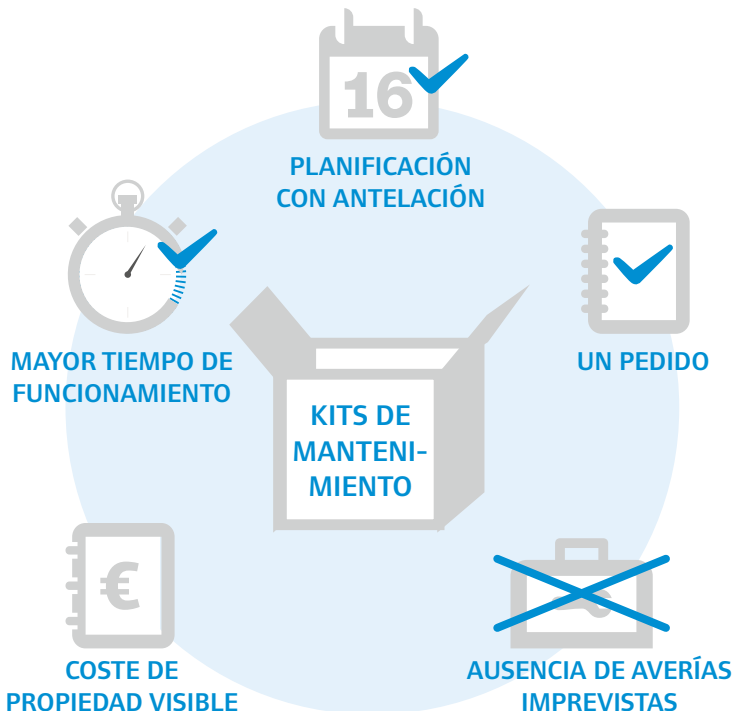 16
PLANIFICACIÓN
CON ANTELACIÓN
MAYOR TIEMPO DE
FUNCIONAMIENTO
UN PEDIDO
KITS DE
MANTENI-
MIENTO
€
COSTE DE
PROPIEDAD VISIBLE
AUSENCIA DE AVERÍAS
IMPREVISTAS